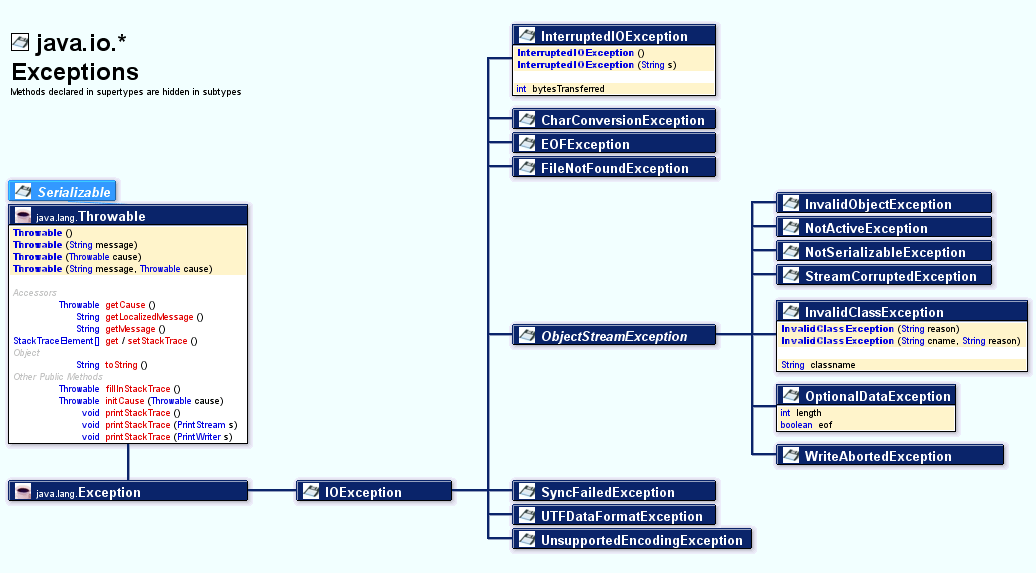 java.io.*
Exceptions
Methods declared in supertypes are hidden in subtypes
Serializable
java.lang.Throwable
Throwable ()
Throwable (String message)
Throwable (Throwable cause)
Throwable (String message, Throwable cause)
Accessors
Throwable getCause ()
String getLocalizedMessage ()
String getMessage ()
StackTraceElement[] get / setStackTrace ()
Object
String toString ()
Other Public Methods
Throwable fillInStackTrace ()
Throwable initCause (Throwable cause)
void printStackTrace ()
void printStackTrace (PrintStream s)
void printStackTrace (PrintWriter s)
java.lang.Exception
IOException
InterruptedIOException
InterruptedIOException ()
InterruptedIOException (String s)
int bytesTransferred
CharConversionException
EOFException
FileNotFoundException
ObjectStreamException
InvalidObjectException
NotActiveException
NotSerializableException
StreamCorruptedException
InvalidClassException
InvalidClassException (String reason)
InvalidClassException (String cname, String reason)
String classname
OptionalDataException
int length
boolean eof
WriteAbortedException
SyncFailedException
UTFDataFormatException
UnsupportedEncodingException